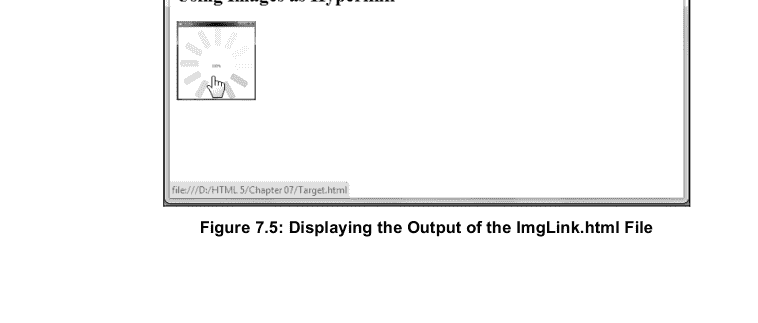 Using Images as Hyperlink
file:///D:/HTML 5/Chapter 07/Target.html
Figure 7.5: Displaying the Output of the ImgLink.html File